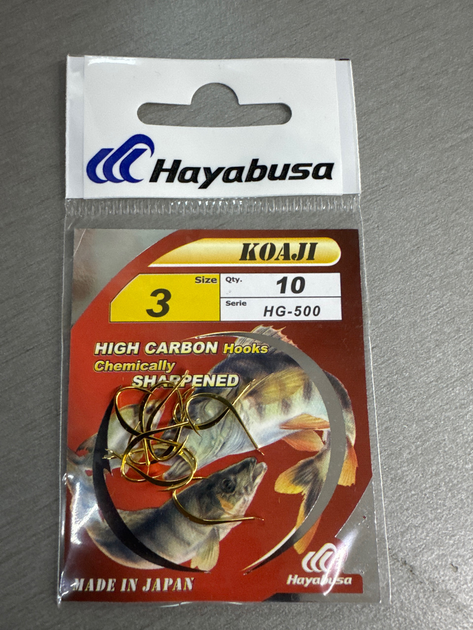 Hayabusa
KOAJI
Size
3
Qty.
10
Serie
HG-500
HIGH CARBON Hooks
Chemically
SHARPENED
MADE IN JAPAN
Hayabusa